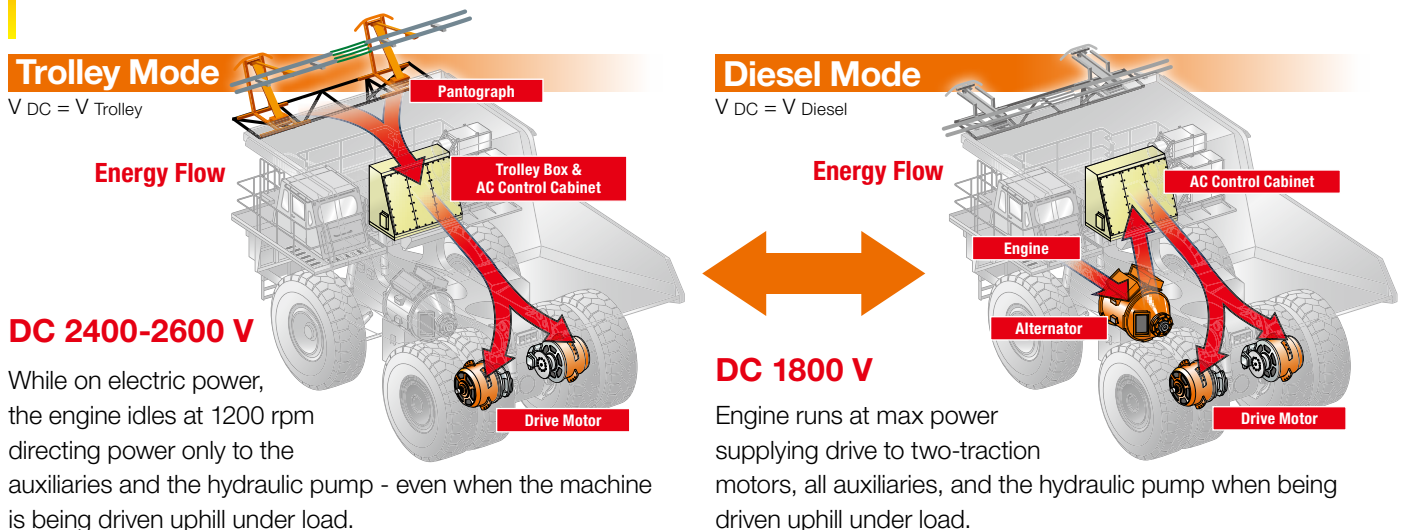 Trolley Mode
V DC = V Trolley
Energy Flow
Pantograph
Trolley Box &
AC Control Cabinet
DC 2400-2600 V
While on electric power,
the engine idles at 1200 rpm
directing power only to the
auxiliaries and the hydraulic pump - even when the machine
is being driven uphill under load.
Drive Motor
Diesel Mode
V DC = V Diesel
Energy Flow
AC Control Cabinet
Engine
Alternator
DC 1800 V
Engine runs at max power
supplying drive to two-traction
motors, all auxiliaries, and the hydraulic pump when being
driven uphill under load.
Drive Motor